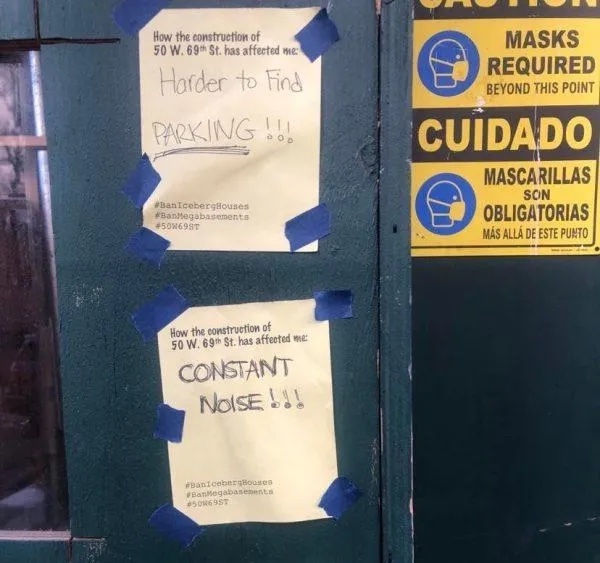 How the construction of
50 W. 69th St. has affected me:
Harder to Find
PARKING !!!
#BanIcebergHouses
#BanMegabasements
#50W69ST
How the construction of
50 W. 69th St. has affected me:
CONSTANT
NOISE !!!
#BanIcebergHouses
#BanMegabasements
#50W69ST
CAUTION
MASKS
REQUIRED
BEYOND THIS POINT
CUIDADO
MASCARILLAS
SON
OBLIGATORIAS
MÁS ALLÁ DE ESTE PUNTO